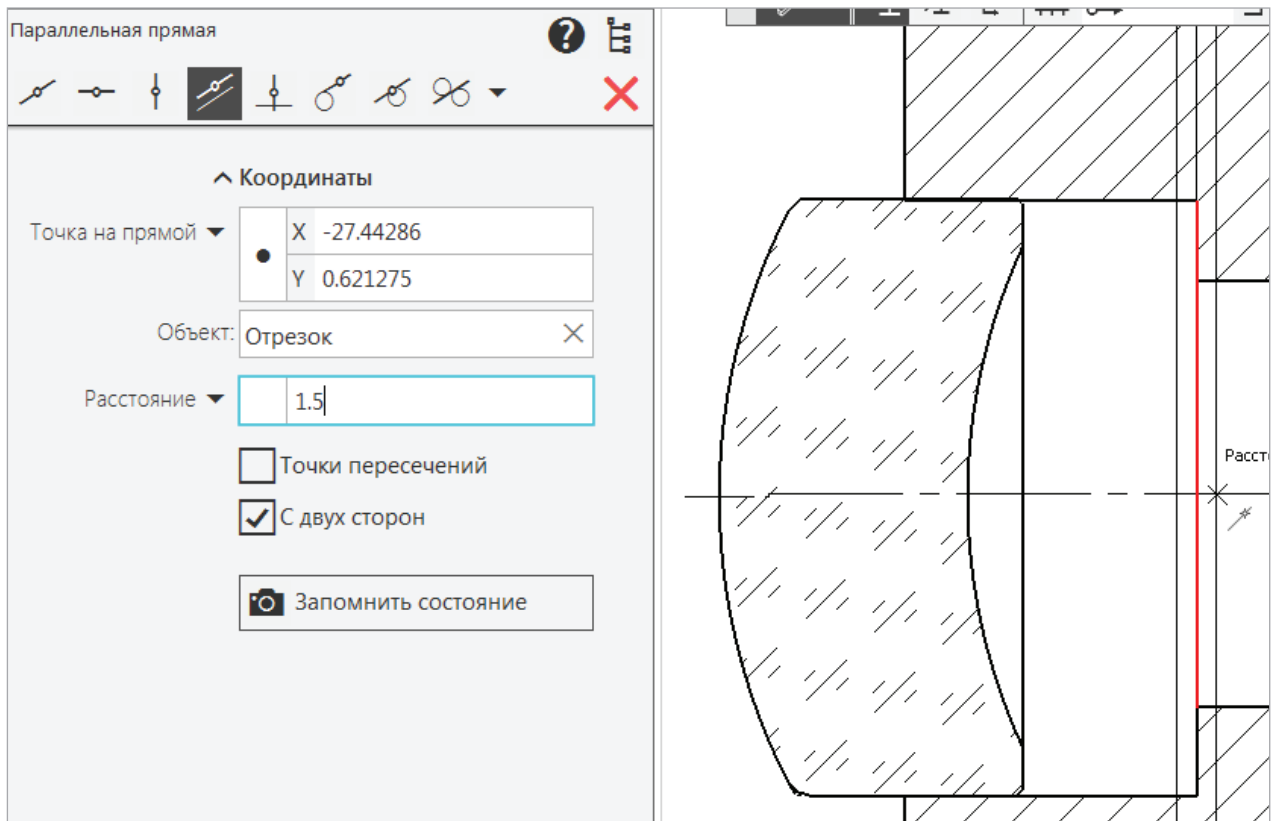 Параллельная прямая
Координаты
Точка на прямой
X -27.44286
Y 0.621275
Объект: Отрезок
Расстояние 1.5
Точки пересечений
С двух сторон
Запомнить состояние